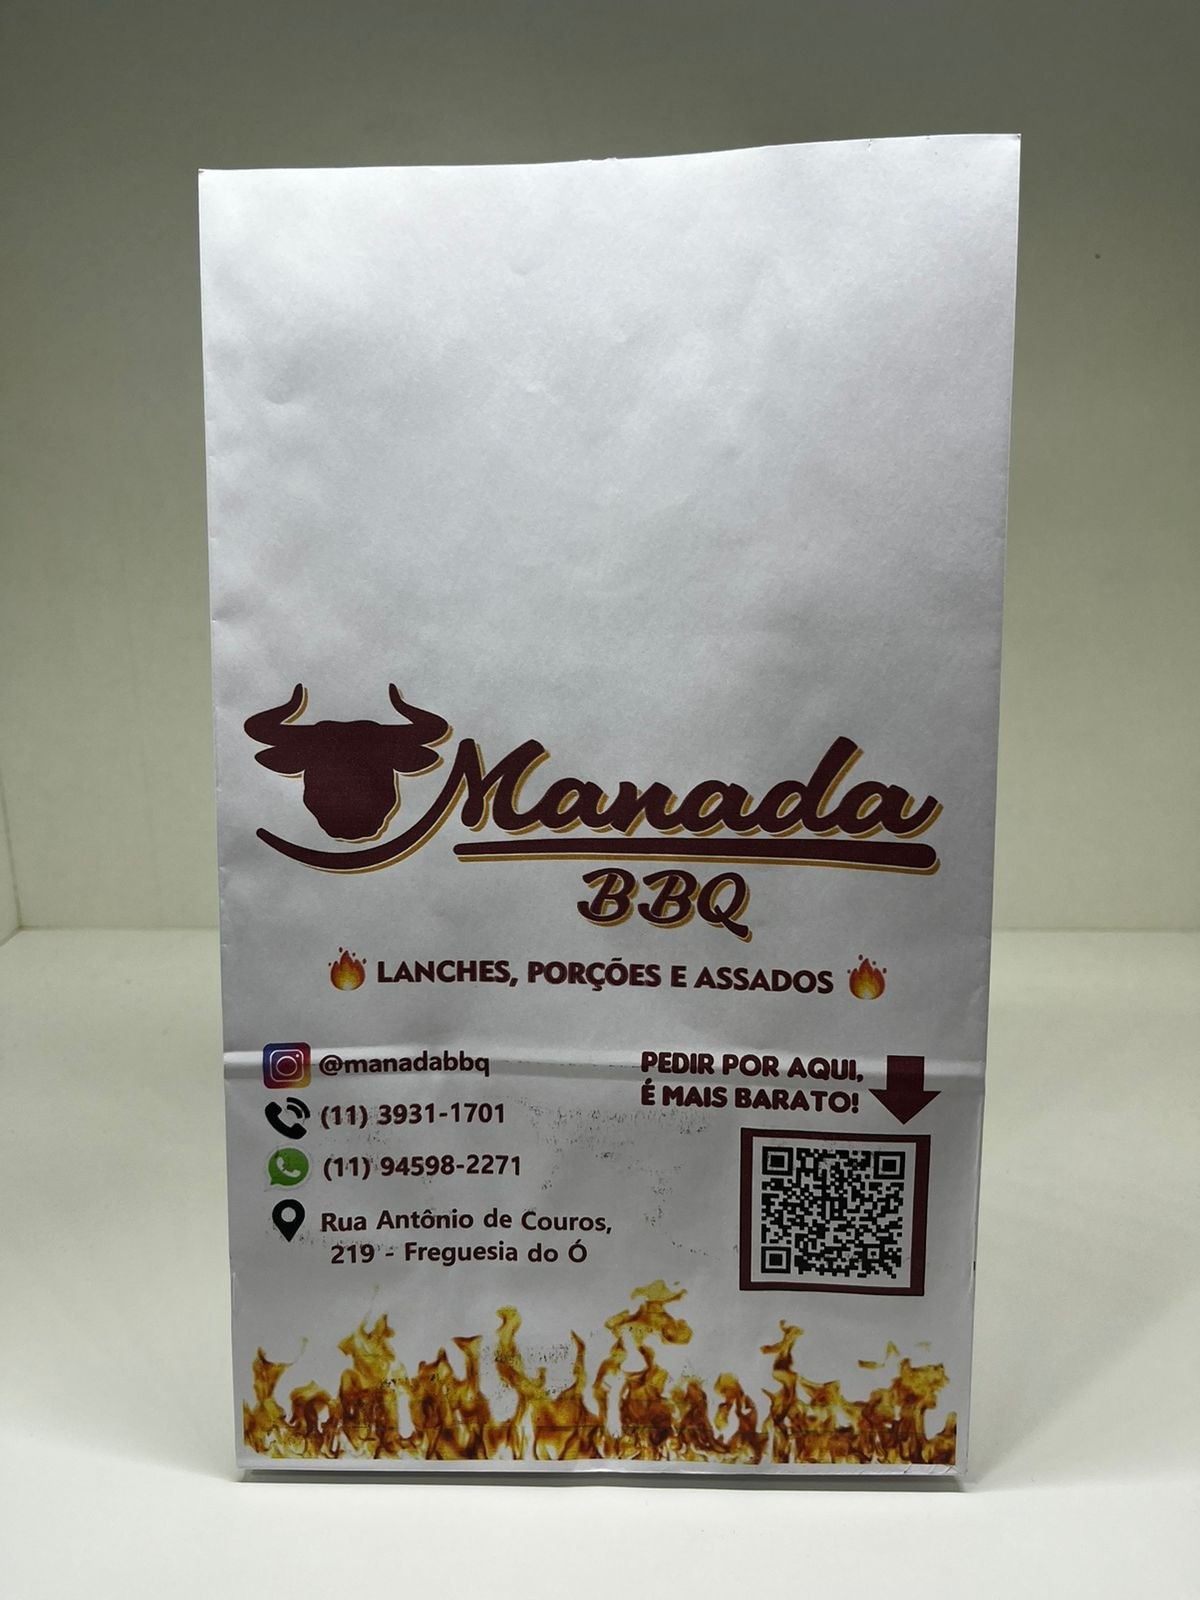 Manada
BBQ
LANCHES, PORÇÕES E ASSADOS
@manadabbq
(11) 3931-1701
(11) 94598-2271
Rua Antônio de Couros,
219 - Freguesia do Ó
PEDIR POR AQUI,
É MAIS BARATO!